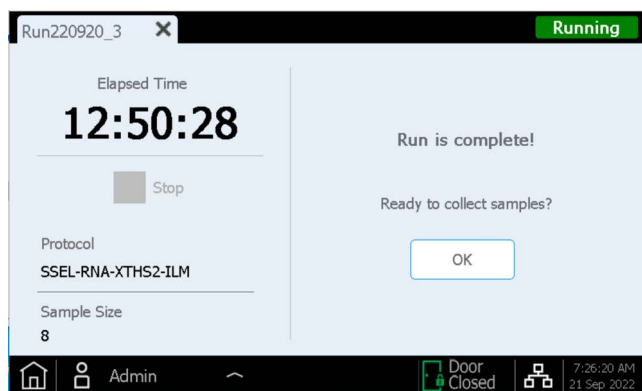 Run220920_3
Running
Elapsed Time
12:50:28
Stop
Protocol
SSEL-RNA-XTHS2-ILM
Sample Size
8
Run is complete!
Ready to collect samples?
OK
Admin
Door
Closed
7:26:20 AM
21 Sep 2022